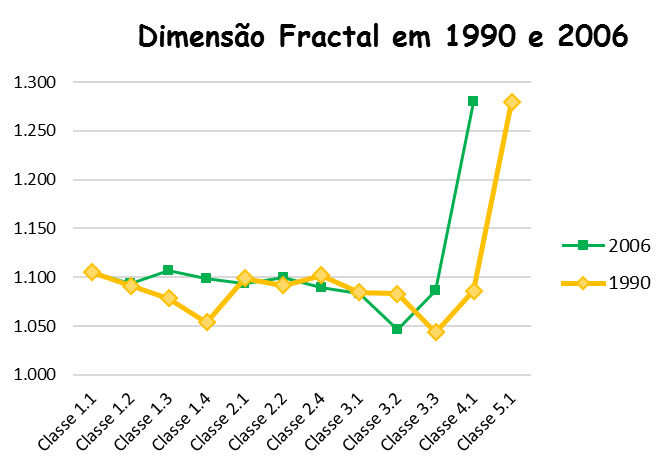 Dimensão Fractal em 1990 e 2006
1.300
1.250
1.200
1.150
1.100
1.050
1.000
Classe 1.1
Classe 1.2
Classe 1.3
Classe 1.4
Classe 2.1
Classe 2.2
Classe 2.4
Classe 3.1
Classe 3.2
Classe 3.3
Classe 4.1
Classe 5.1
2006
1990